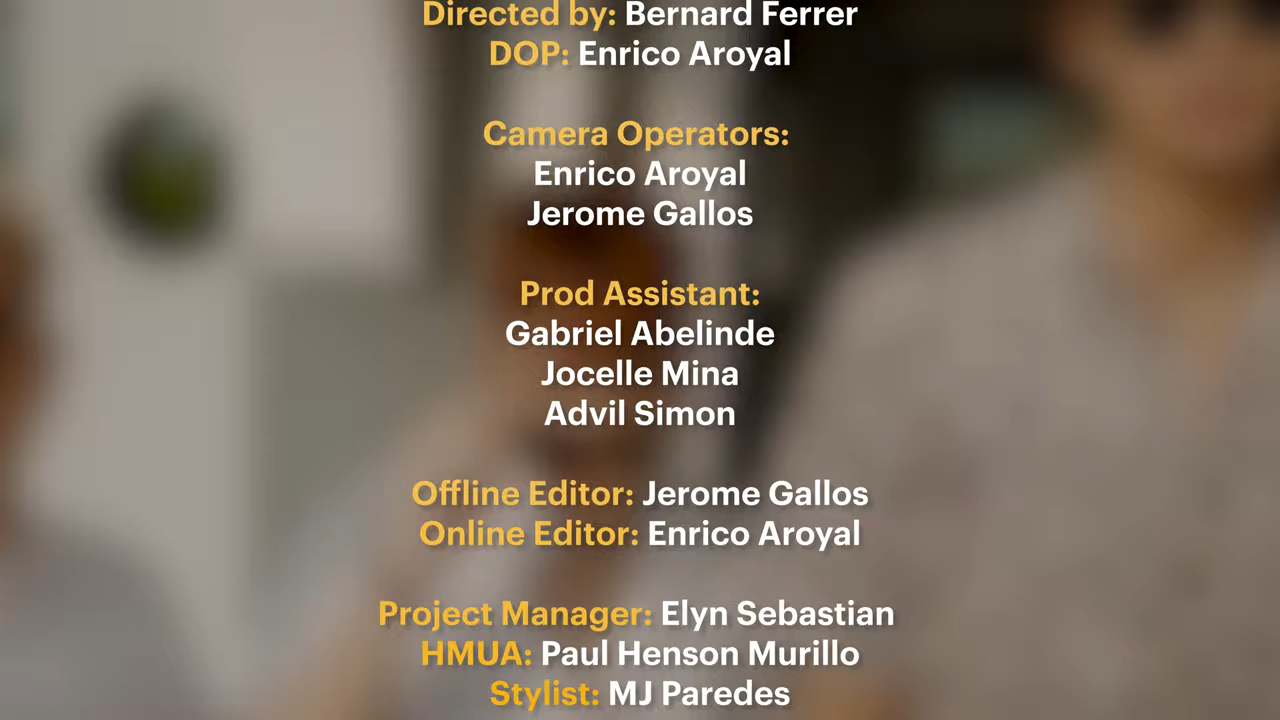 Directed by: Bernard Ferrer
DOP: Enrico Aroyal
Camera Operators:
Enrico Aroyal
Jerome Gallos
Prod Assistant:
Gabriel Abelinde
Jocelle Mina
Advil Simon
Offline Editor: Jerome Gallos
Online Editor: Enrico Aroyal
Project Manager: Elyn Sebastian
HMUA: Paul Henson Murillo
Stylist: MJ Paredes